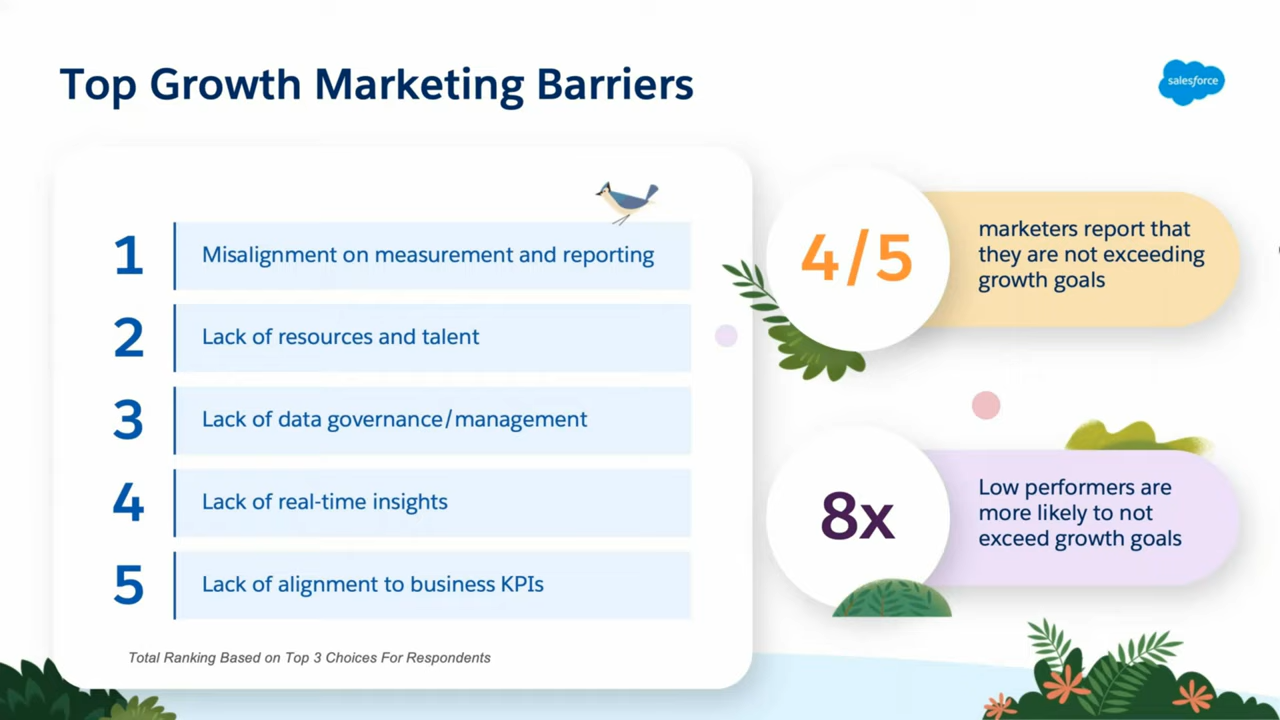 Top Growth Marketing Barriers
salesforce
1 Misalignment on measurement and reporting
2 Lack of resources and talent
3 Lack of data governance/management
4 Lack of real-time insights
5 Lack of alignment to business KPIs
Total Ranking Based on Top 3 Choices For Respondents
4/5
marketers report that
they are not exceeding
growth goals
8x
Low performers are
more likely to not
exceed growth goals